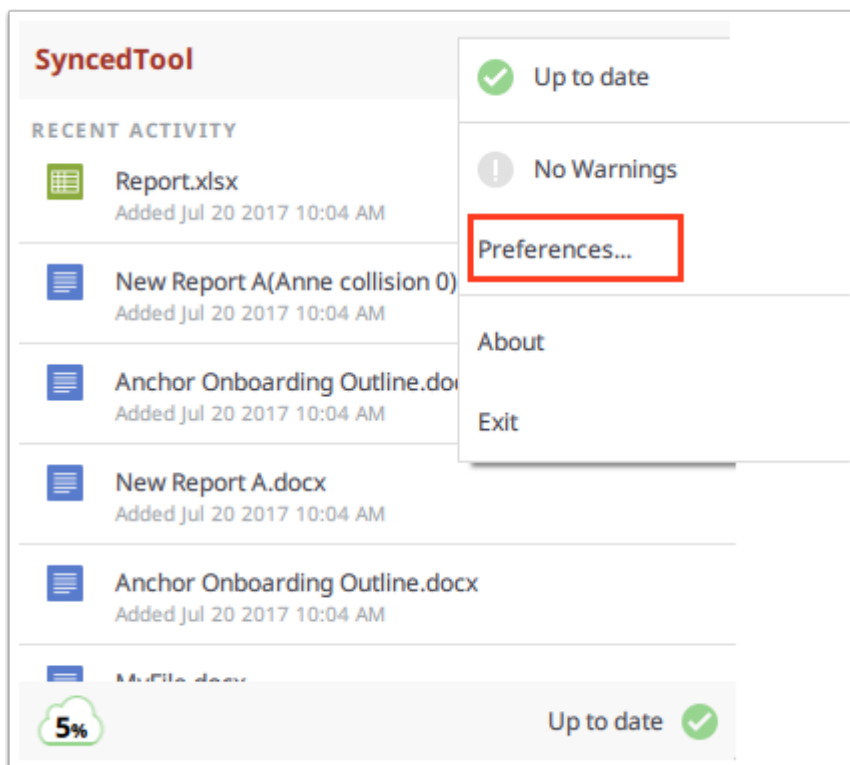 SyncedTool
Up to date
RECENT ACTIVITY
No Warnings
Report.xlsx
Added Jul 20 2017 10:04 AM
Preferences...
New Report A(Anne collision 0)
Added Jul 20 2017 10:04 AM
About
Anchor Onboarding Outline.do
Added Jul 20 2017 10:04 AM
Exit
New Report A.docx
Added Jul 20 2017 10:04 AM
Anchor Onboarding Outline.docx
Added Jul 20 2017 10:04 AM
MyFile.docx
5%
Up to date